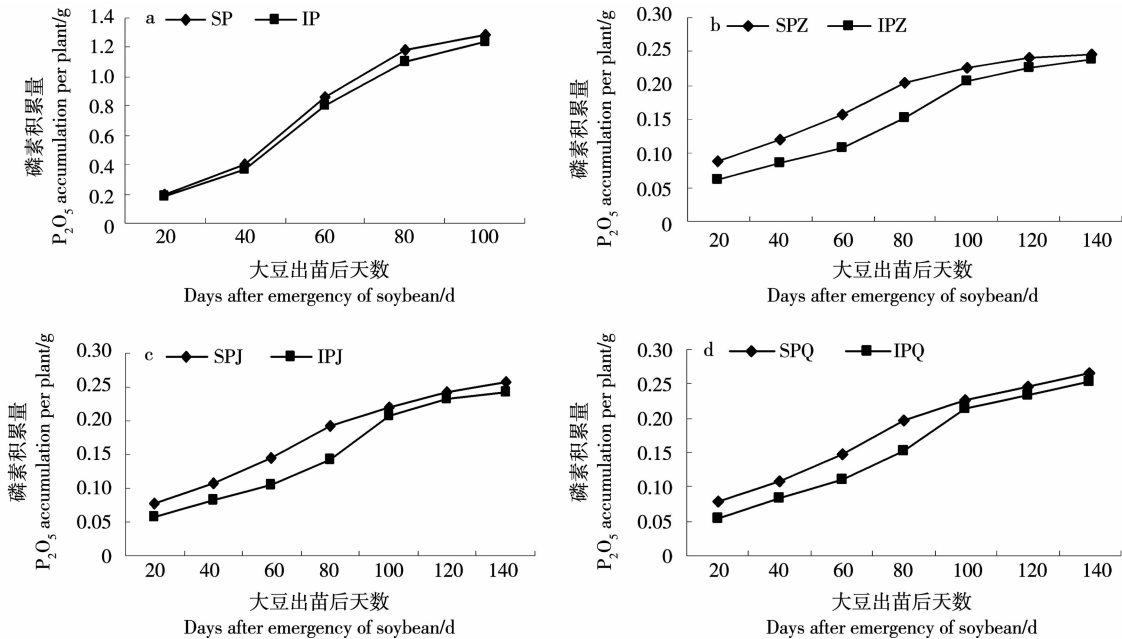 a SP IP
1.4
1.2
1.0
0.8
0.6
0.4
0.2
0
20 40 60 80 100
磷素积累量
P₂O₅ accumulation per plant/g
大豆出苗后天数
Days after emergency of soybean/d
b SPZ IPZ
0.30
0.25
0.20
0.15
0.10
0.05
0
20 40 60 80 100 120 140
磷素积累量
P₂O₅ accumulation per plant/g
大豆出苗后天数
Days after emergency of soybean/d
c SPJ IPJ
0.30
0.25
0.20
0.15
0.10
0.05
0
20 40 60 80 100 120 140
磷素积累量
P₂O₅ accumulation per plant/g
大豆出苗后天数
Days after emergency of soybean/d
d SPQ IPQ
0.30
0.25
0.20
0.15
0.10
0.05
0
20 40 60 80 100 120 140
磷素积累量
P₂O₅ accumulation per plant/g
大豆出苗后天数
Days after emergency of soybean/d